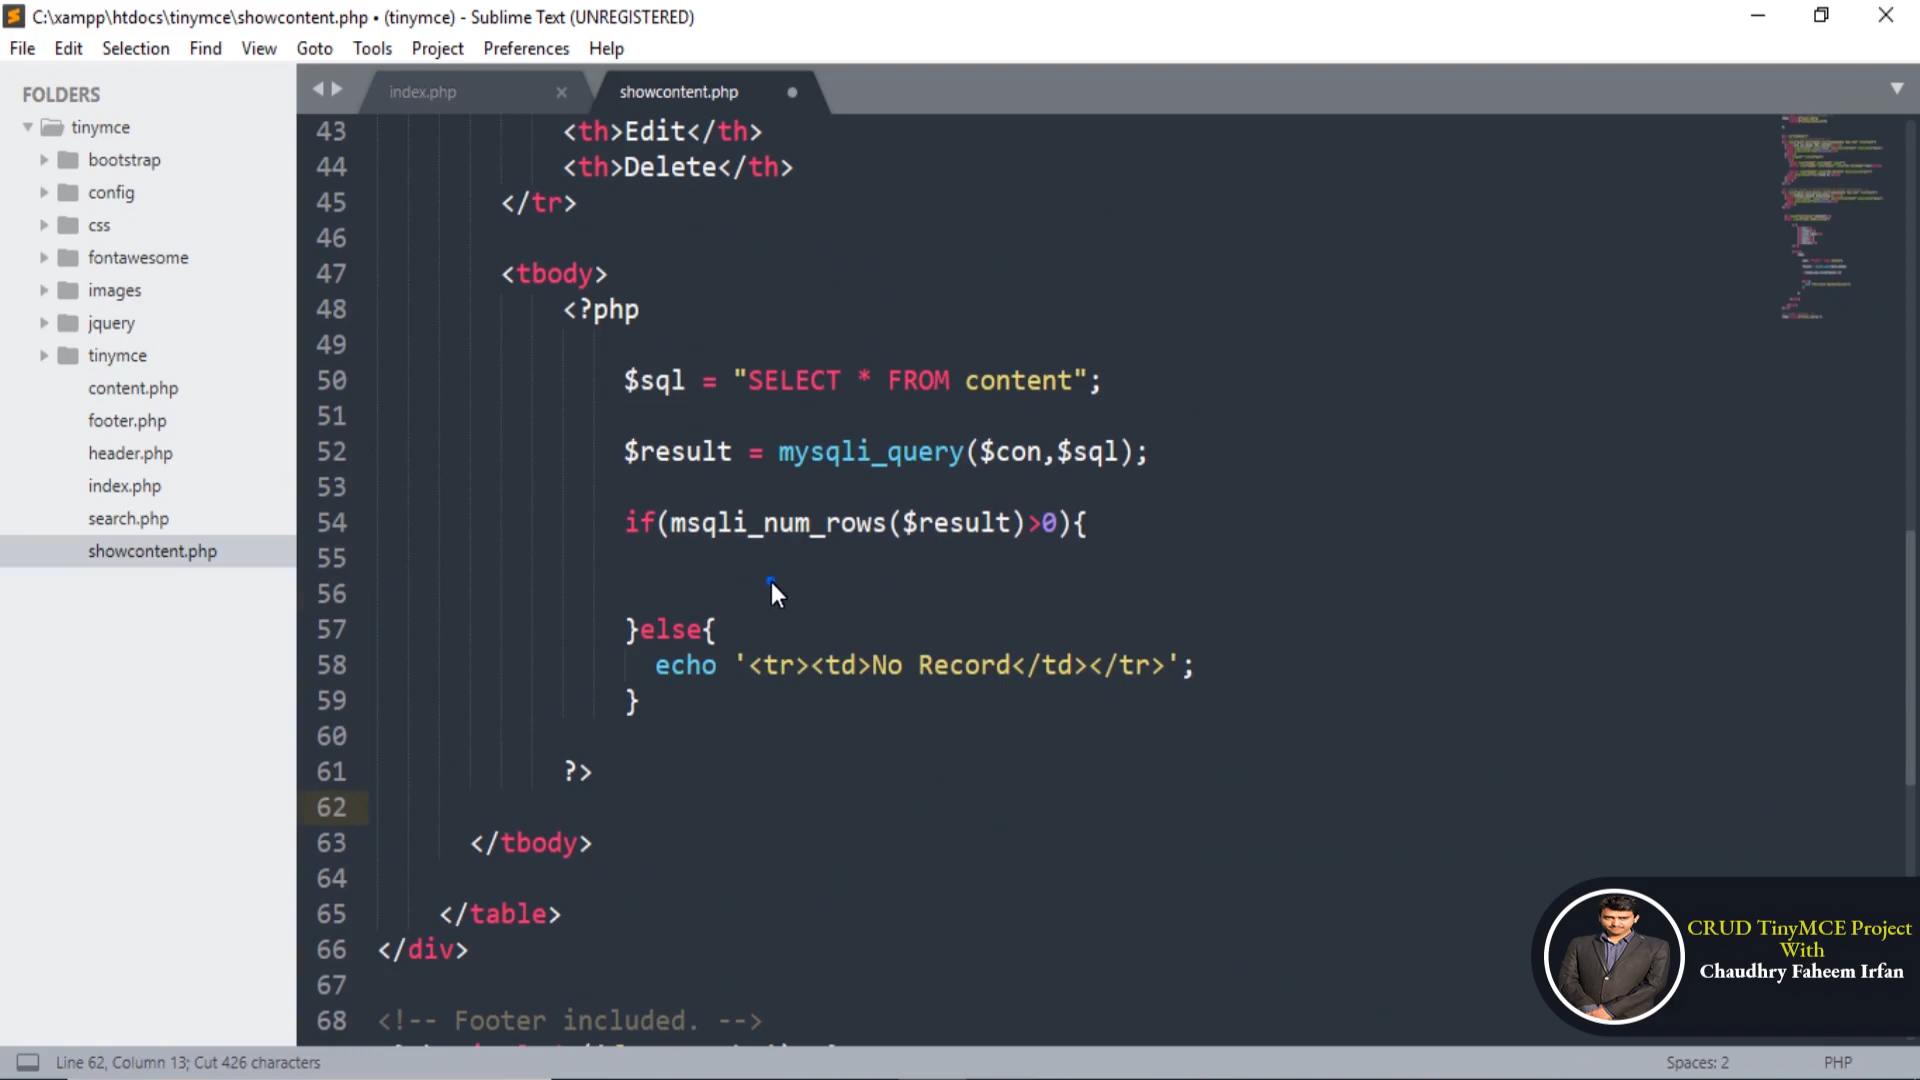 C:\xampp\htdocs\tinymce\showcontent.php • (tinymce) - Sublime Text (UNREGISTERED)
File Edit Selection Find View Goto Tools Project Preferences Help
FOLDERS
tinymce
bootstrap
config
css
fontawesome
images
jquery
tinymce
content.php
footer.php
header.php
index.php
search.php
showcontent.php
index.php
showcontent.php
43 <th>Edit</th>
44 <th>Delete</th>
45 </tr>
46
47 <tbody>
48 <?php
49
50 $sql = "SELECT * FROM content";
51
52 $result = mysqli_query($con,$sql);
53
54 if(msqli_num_rows($result)>0){
55
56
57 }else{
58 echo '<tr><td>No Record</td></tr>';
59 }
60
61 ?>
62
63 </tbody>
64
65 </table>
66 </div>
67
68 <!-- Footer included. -->
CRUD TinyMCE Project
With
Chaudhry Faheem Irfan
Line 62, Column 13; Cut 426 characters
Spaces: 2
PHP